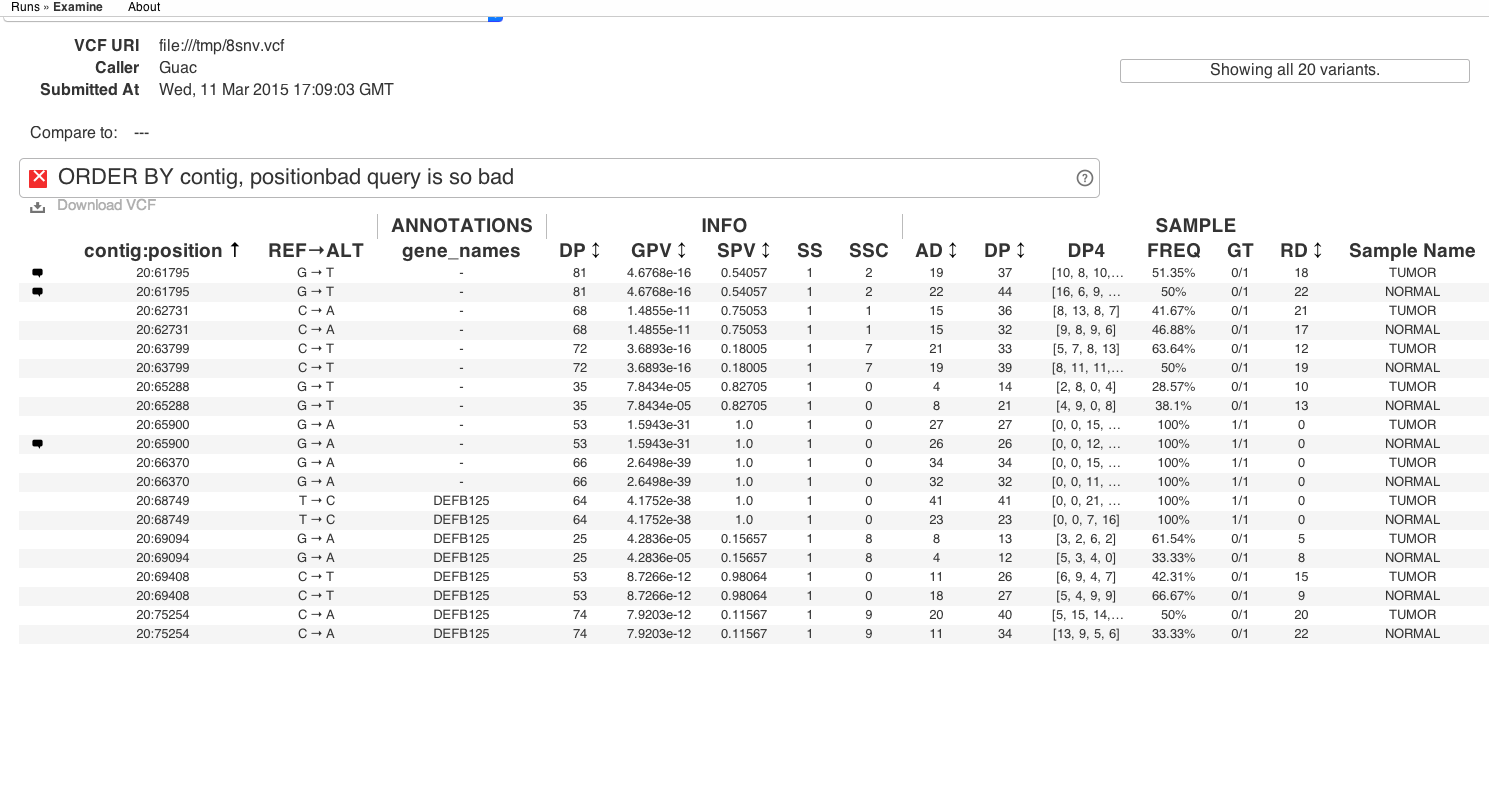 Runs » Examine About
VCF URI file:///tmp/8snv.vcf
Caller Guac
Submitted At Wed, 11 Mar 2015 17:09:03 GMT
Showing all 20 variants.
Compare to: ---
ORDER BY contig, positionbad query is so bad ?
Download VCF
ANNOTATIONS INFO SAMPLE
contig:position ↑ REF→ALT gene_names DP ↕ GPV ↕ SPV ↕ SS SSC AD ↕ DP ↕ DP4 FREQ GT RD ↕ Sample Name
20:61795 G → T - 81 4.6768e-16 0.54057 1 2 19 37 [10, 8, 10,... 51.35% 0/1 18 TUMOR
20:61795 G → T - 81 4.6768e-16 0.54057 1 2 22 44 [16, 6, 9, ... 50% 0/1 22 NORMAL
20:62731 C → A - 68 1.4855e-11 0.75053 1 1 15 36 [8, 13, 8, 7] 41.67% 0/1 21 TUMOR
20:62731 C → A - 68 1.4855e-11 0.75053 1 1 15 32 [9, 8, 9, 6] 46.88% 0/1 17 NORMAL
20:63799 C → T - 72 3.6893e-16 0.18005 1 7 21 33 [5, 7, 8, 13] 63.64% 0/1 12 TUMOR
20:63799 C → T - 72 3.6893e-16 0.18005 1 7 19 39 [8, 11, 11,... 50% 0/1 19 NORMAL
20:65288 G → T - 35 7.8434e-05 0.82705 1 0 4 14 [2, 8, 0, 4] 28.57% 0/1 10 TUMOR
20:65288 G → T - 35 7.8434e-05 0.82705 1 0 8 21 [4, 9, 0, 8] 38.1% 0/1 13 NORMAL
20:65900 G → A - 53 1.5943e-31 1.0 1 0 27 27 [0, 0, 15, ... 100% 1/1 0 TUMOR
20:65900 G → A - 53 1.5943e-31 1.0 1 0 26 26 [0, 0, 12, ... 100% 1/1 0 NORMAL
20:66370 G → A - 66 2.6498e-39 1.0 1 0 34 34 [0, 0, 15, ... 100% 1/1 0 TUMOR
20:66370 G → A - 66 2.6498e-39 1.0 1 0 32 32 [0, 0, 11, ... 100% 1/1 0 NORMAL
20:68749 T → C DEFB125 64 4.1752e-38 1.0 1 0 41 41 [0, 0, 21, ... 100% 1/1 0 TUMOR
20:68749 T → C DEFB125 64 4.1752e-38 1.0 1 0 23 23 [0, 0, 7, 16] 100% 1/1 0 NORMAL
20:69094 G → A DEFB125 25 4.2836e-05 0.15657 1 8 8 13 [3, 2, 6, 2] 61.54% 0/1 5 TUMOR
20:69094 G → A DEFB125 25 4.2836e-05 0.15657 1 8 4 12 [5, 3, 4, 0] 33.33% 0/1 8 NORMAL
20:69408 C → T DEFB125 53 8.7266e-12 0.98064 1 0 11 26 [6, 9, 4, 7] 42.31% 0/1 15 TUMOR
20:69408 C → T DEFB125 53 8.7266e-12 0.98064 1 0 18 27 [5, 4, 9, 9] 66.67% 0/1 9 NORMAL
20:75254 C → A DEFB125 74 7.9203e-12 0.11567 1 9 20 40 [5, 15, 14,... 50% 0/1 20 TUMOR
20:75254 C → A DEFB125 74 7.9203e-12 0.11567 1 9 11 34 [13, 9, 5, 6] 33.33% 0/1 22 NORMAL